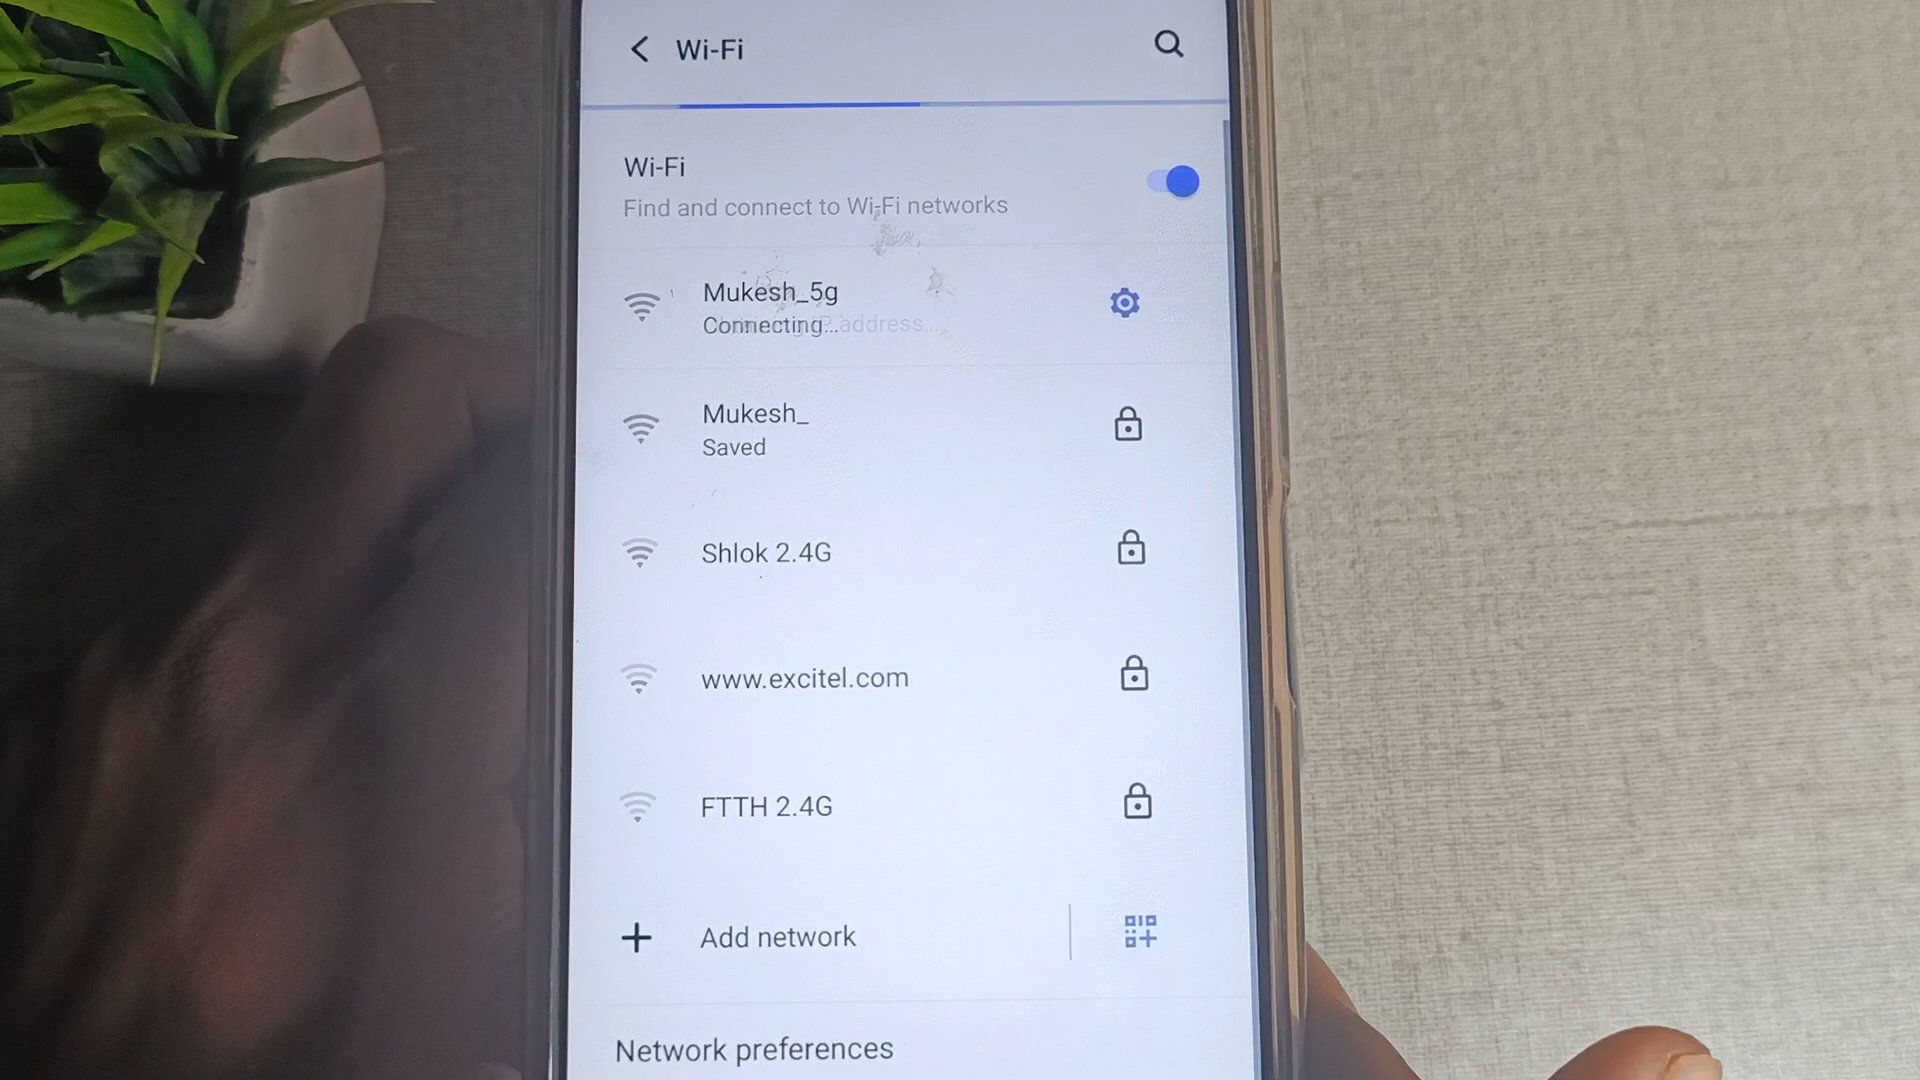 Wi-Fi
Wi-Fi
Find and connect to Wi-Fi networks
Mukesh_5g
Connecting... address...
Mukesh_
Saved
Shlok 2.4G
www.excitel.com
FTTH 2.4G
Add network
Network preferences